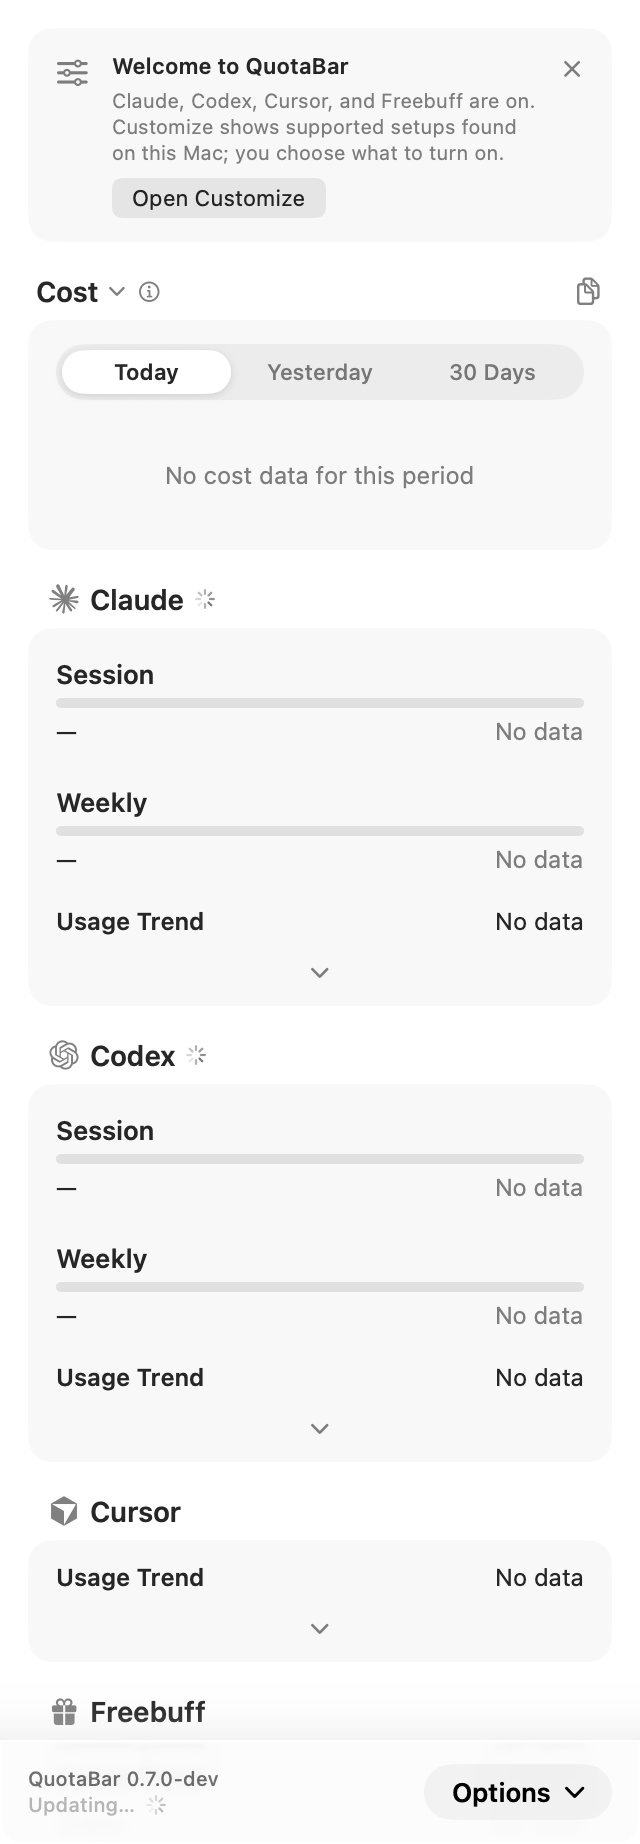 Welcome to QuotaBar
Claude, Codex, Cursor, and Freebuff are on.
Customize shows supported setups found
on this Mac; you choose what to turn on.
Open Customize
Cost
Today Yesterday 30 Days
No cost data for this period
Claude
Session
— No data
Weekly
— No data
Usage Trend No data
Codex
Session
— No data
Weekly
— No data
Usage Trend No data
Cursor
Usage Trend No data
Freebuff
QuotaBar 0.7.0-dev
Updating...
Options